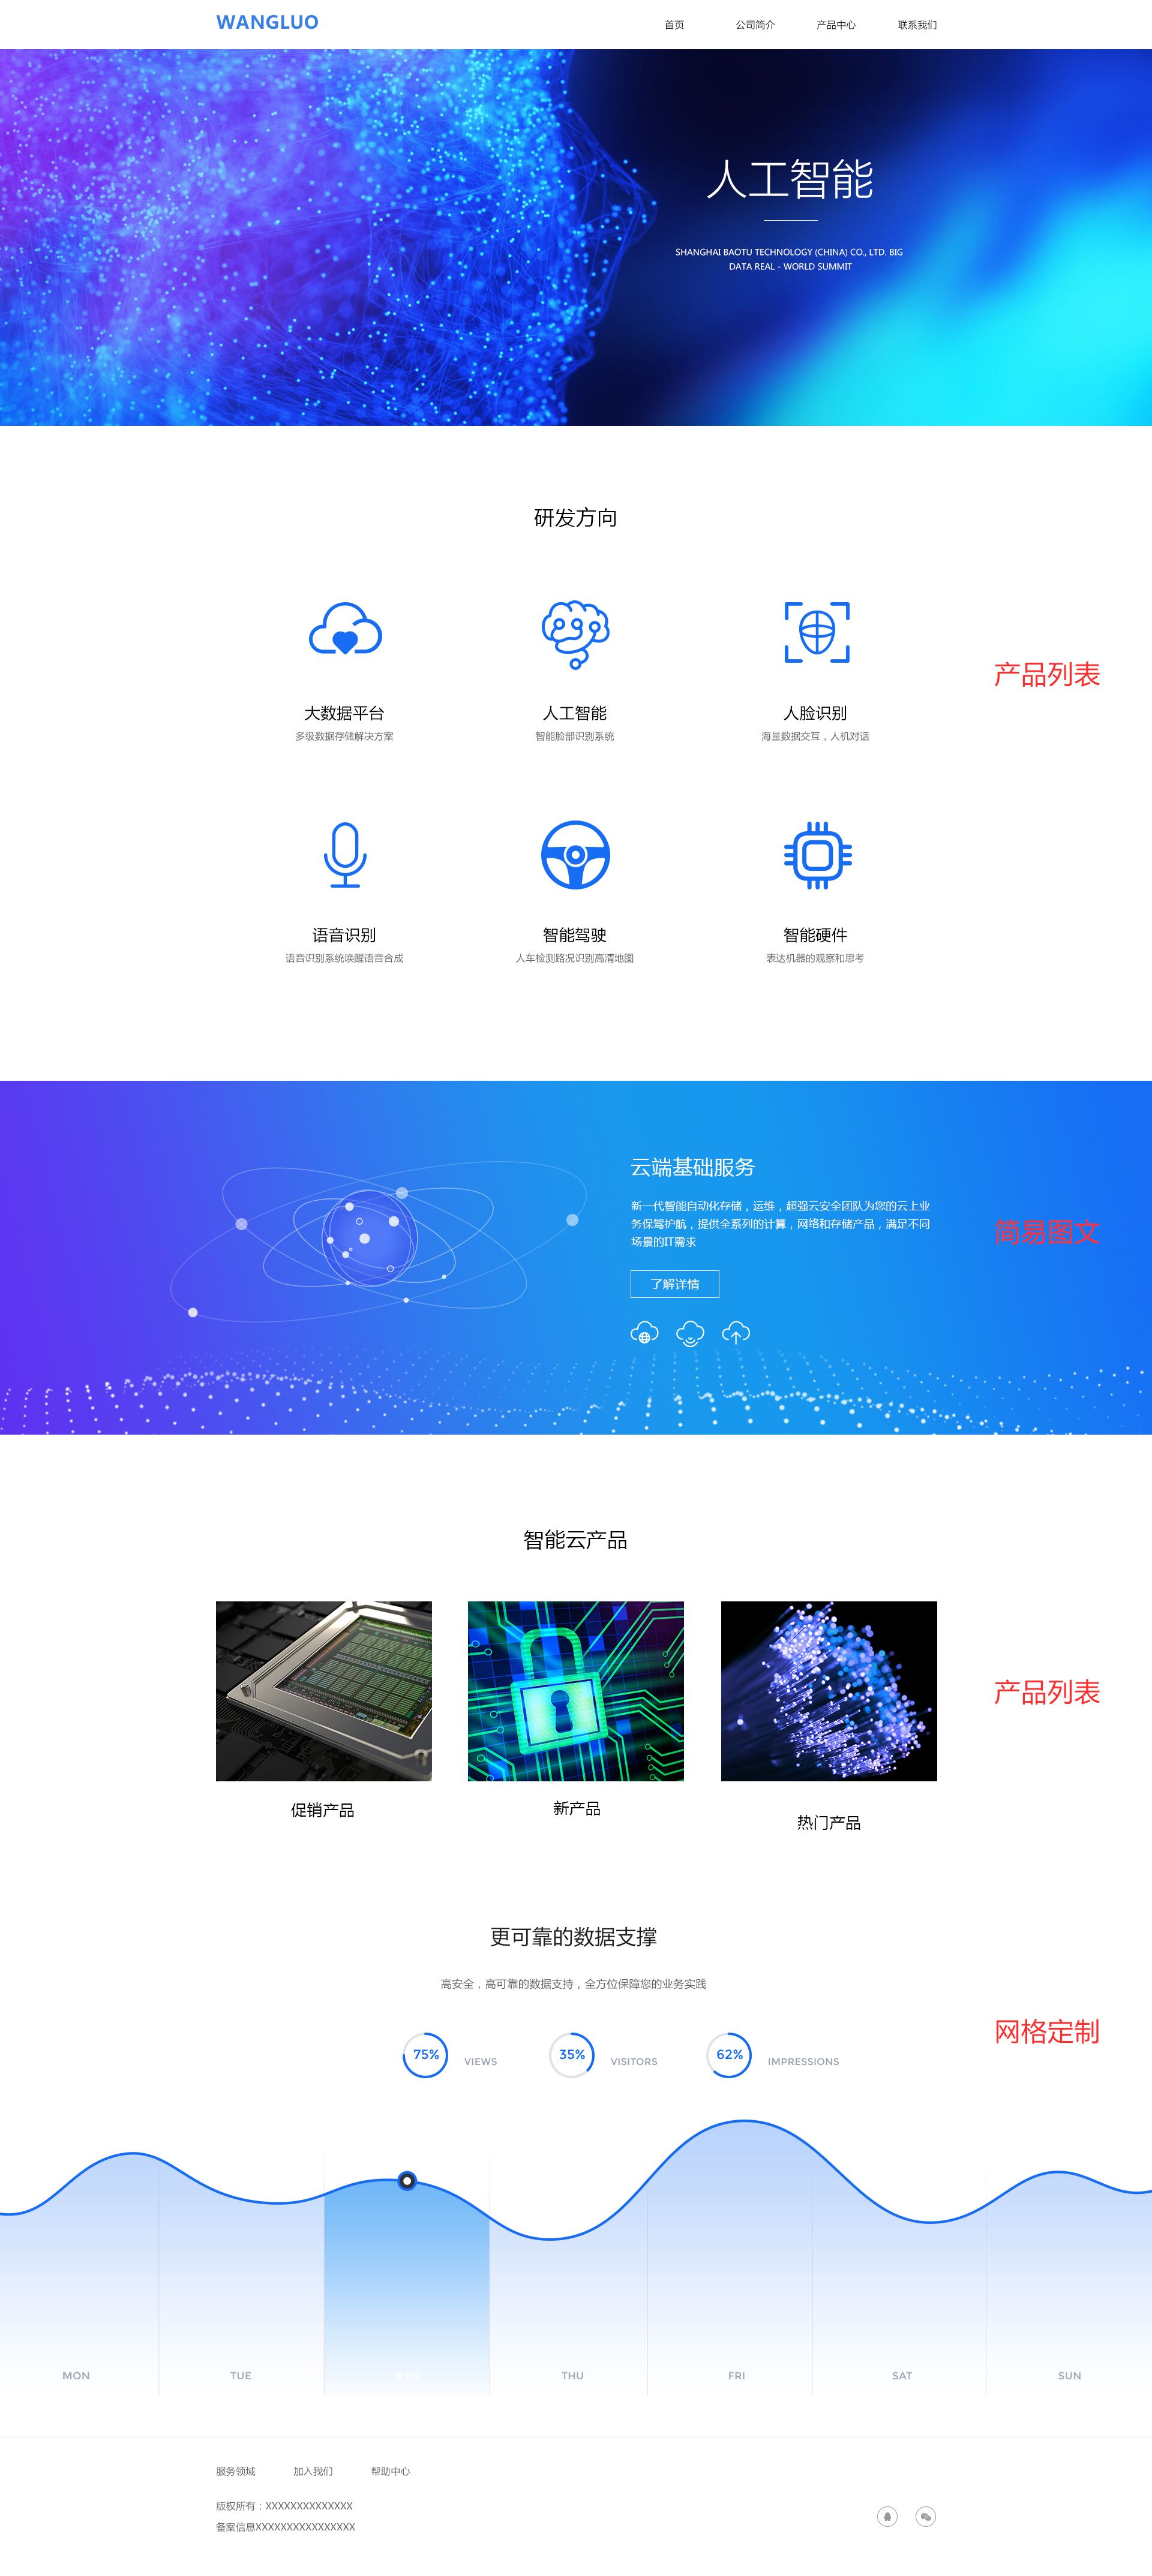 WANGLUO
首页 公司简介 产品中心 联系我们
人工智能
SHANGHAI BAOTU TECHNOLOGY (CHINA) CO., LTD. BIG
DATA REAL - WORLD SUMMIT
研发方向
产品列表
大数据平台 人工智能 人脸识别
多级数据存储解决方案 智能脸部识别系统 海量数据交互，人机对话
语音识别 智能驾驶 智能硬件
语音识别系统唤醒语音合成 人车检测路况识别高清地图 表达机器的观察和思考
云端基础服务
新一代智能自动化存储，运维，超强云安全团队为您的云上业
务保驾护航，提供全系列的计算，网络和存储产品，满足不同
场景的IT需求
简易图文
了解详情
智能云产品
产品列表
促销产品 新产品 热门产品
更可靠的数据支撑
高安全，高可靠的数据支持，全方位保障您的业务实践
网格定制
75% VIEWS 35% VISITORS 62% IMPRESSIONS
MON TUE WED THU FRI SAT SUN
服务领域 加入我们 帮助中心
版权所有：XXXXXXXXXXXXXX
备案信息XXXXXXXXXXXXXXXX